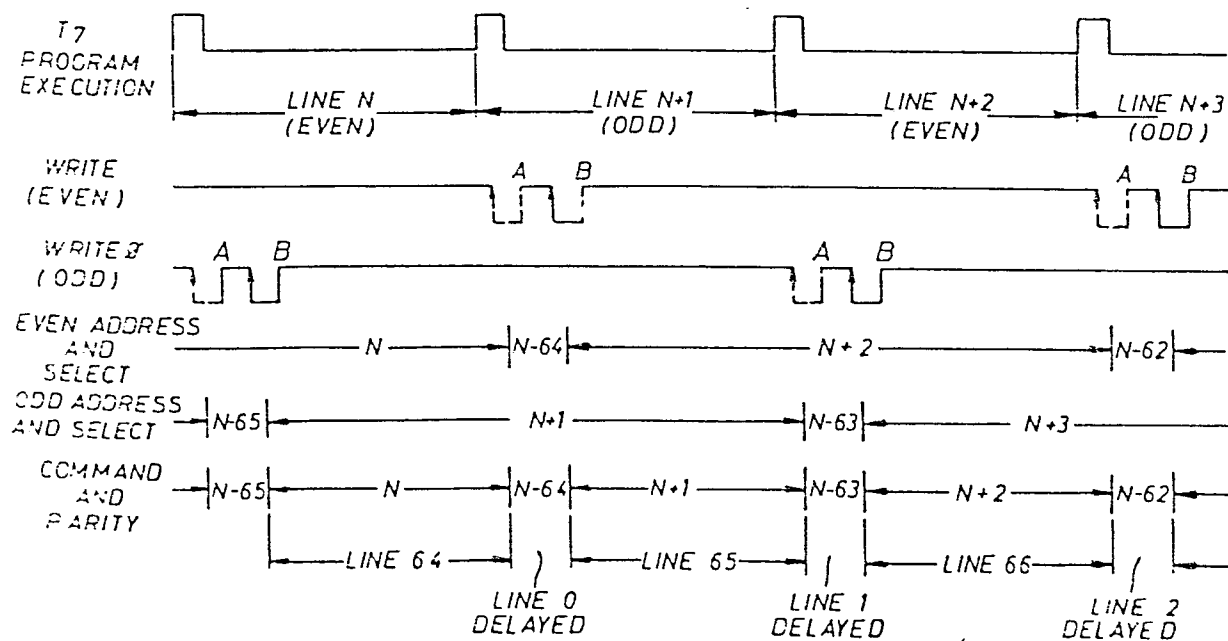 T7
PROGRAM
EXECUTION
LINE N
(EVEN)
LINE N+1
(ODD)
LINE N+2
(EVEN)
LINE N+3
(ODD)
WRITE
(EVEN)
A B
A B
WRITE
(ODD)
A B
A B
EVEN ADDRESS
AND
SELECT
N
N-64
N+2
N-62
ODD ADDRESS
AND SELECT
N-65
N+1
N-63
N+3
COMMAND
AND
PARITY
N-65
N
N-64
N+1
N-63
N+2
N-62
LINE 64
LINE 65
LINE 66
LINE 0
DELAYED
LINE 1
DELAYED
LINE 2
DELAYED